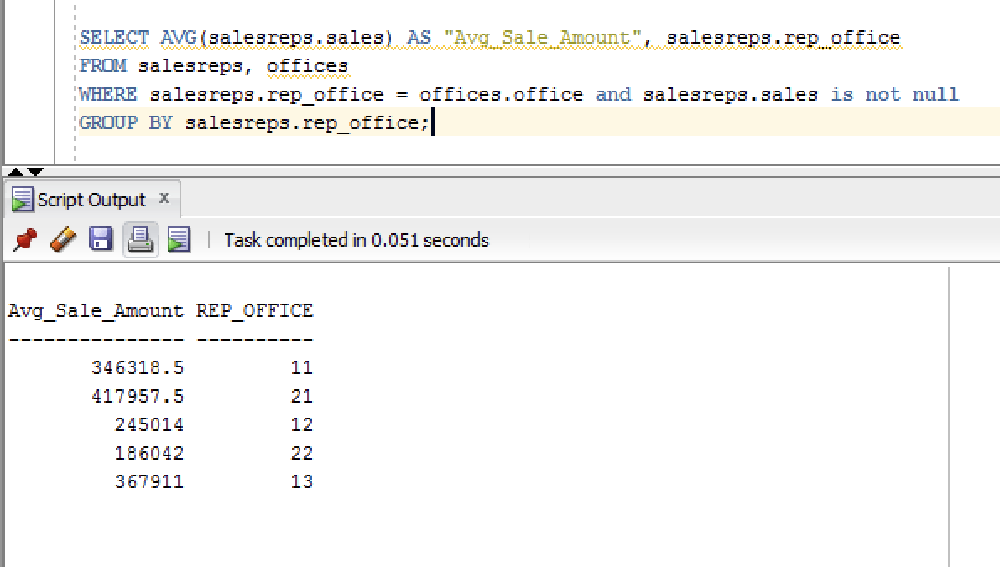 SELECT AVG(salesreps.sales) AS "Avg_Sale_Amount", salesreps.rep_office
FROM salesreps, offices
WHERE salesreps.rep_office = offices.office and salesreps.sales is not null
GROUP BY salesreps.rep_office;
Script Output x
Task completed in 0.051 seconds
Avg_Sale_Amount REP_OFFICE
--------------- ----------
346318.5 11
417957.5 21
245014 12
186042 22
367911 13